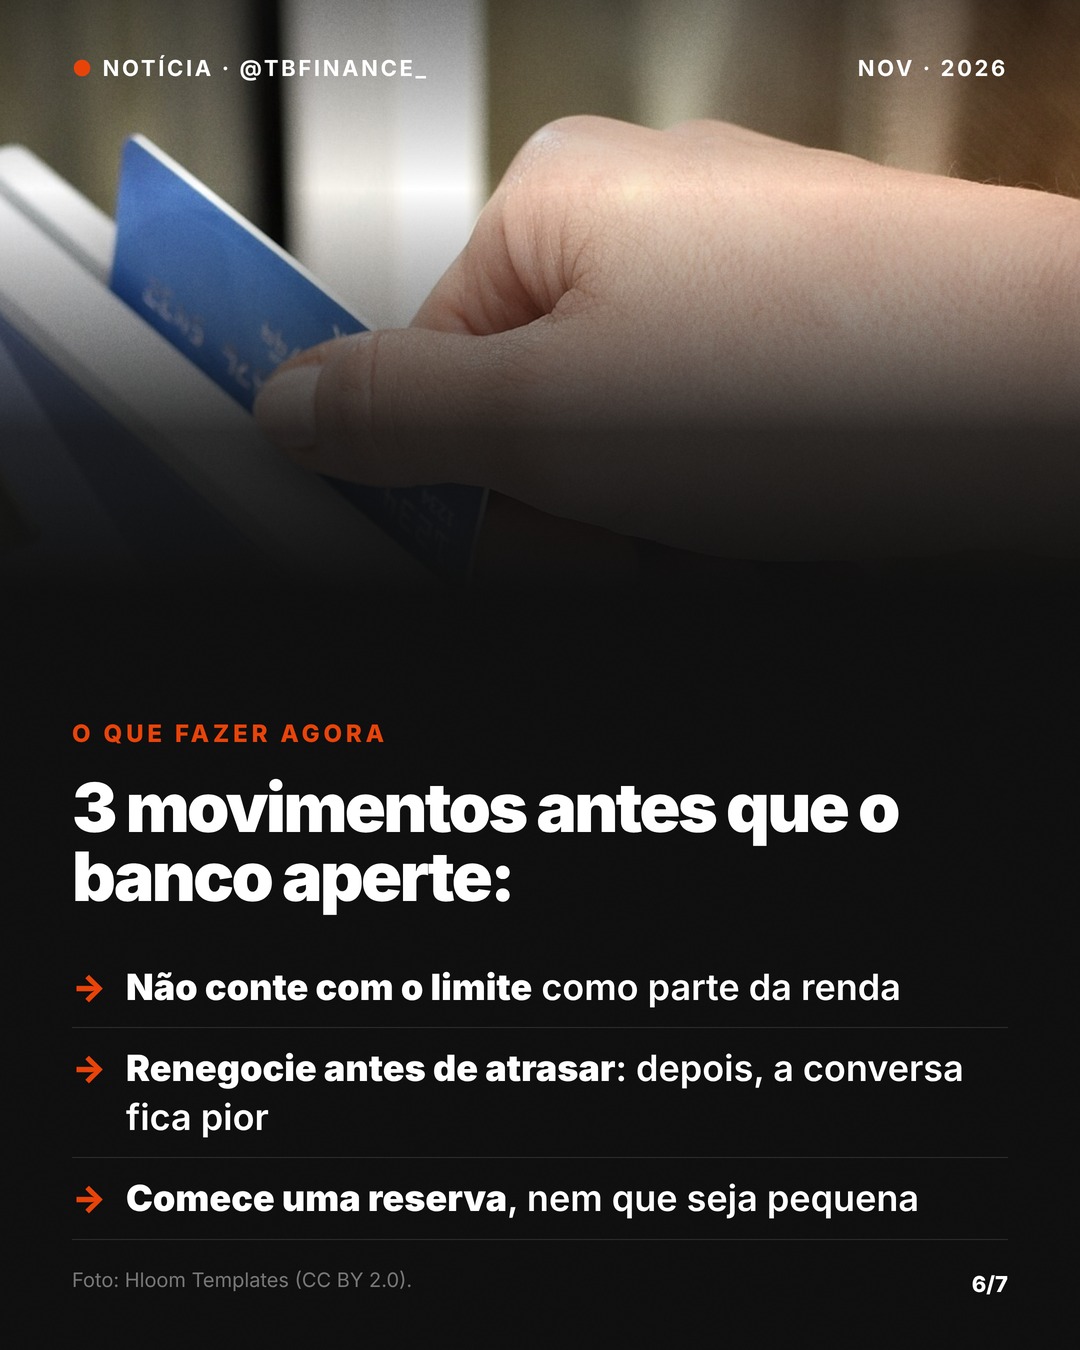 NOTÍCIA · @TBFINANCE_
NOV · 2026
O QUE FAZER AGORA
3 movimentos antes que o
banco aperte:
→ Não conte com o limite como parte da renda
→ Renegocie antes de atrasar: depois, a conversa
fica pior
→ Comece uma reserva, nem que seja pequena
Foto: Hloom Templates (CC BY 2.0).
6/7